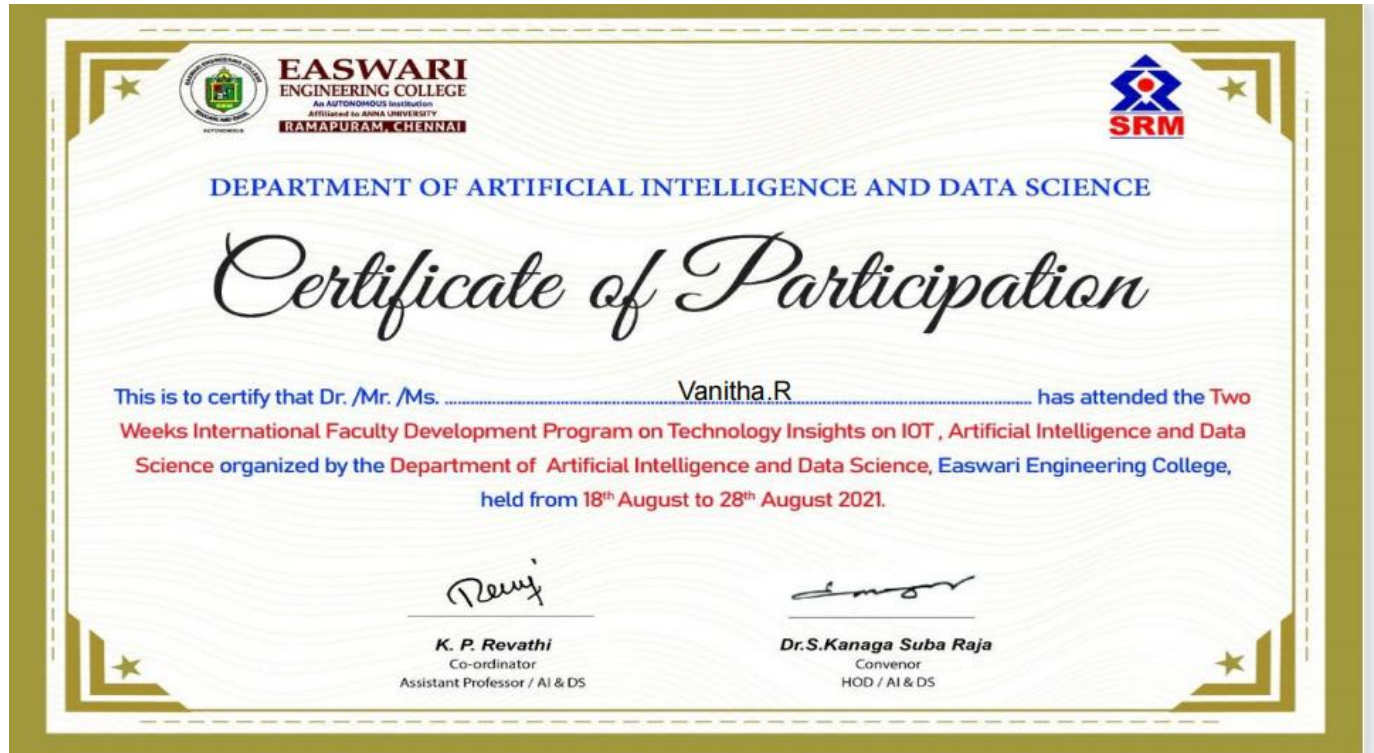 EASWARI
ENGINEERING COLLEGE
An AUTONOMOUS Institution
Affiliated to ANNA UNIVERSITY
RAMAPURAM, CHENNAI
AUTONOMOUS
SRM
DEPARTMENT OF ARTIFICIAL INTELLIGENCE AND DATA SCIENCE
Certificate of Participation
This is to certify that Dr. /Mr. /Ms. Vanitha.R has attended the Two
Weeks International Faculty Development Program on Technology Insights on IOT , Artificial Intelligence and Data
Science organized by the Department of Artificial Intelligence and Data Science, Easwari Engineering College,
held from 18th August to 28th August 2021.
K. P. Revathi
Co-ordinator
Assistant Professor / AI & DS
Dr.S.Kanaga Suba Raja
Convenor
HOD / AI & DS